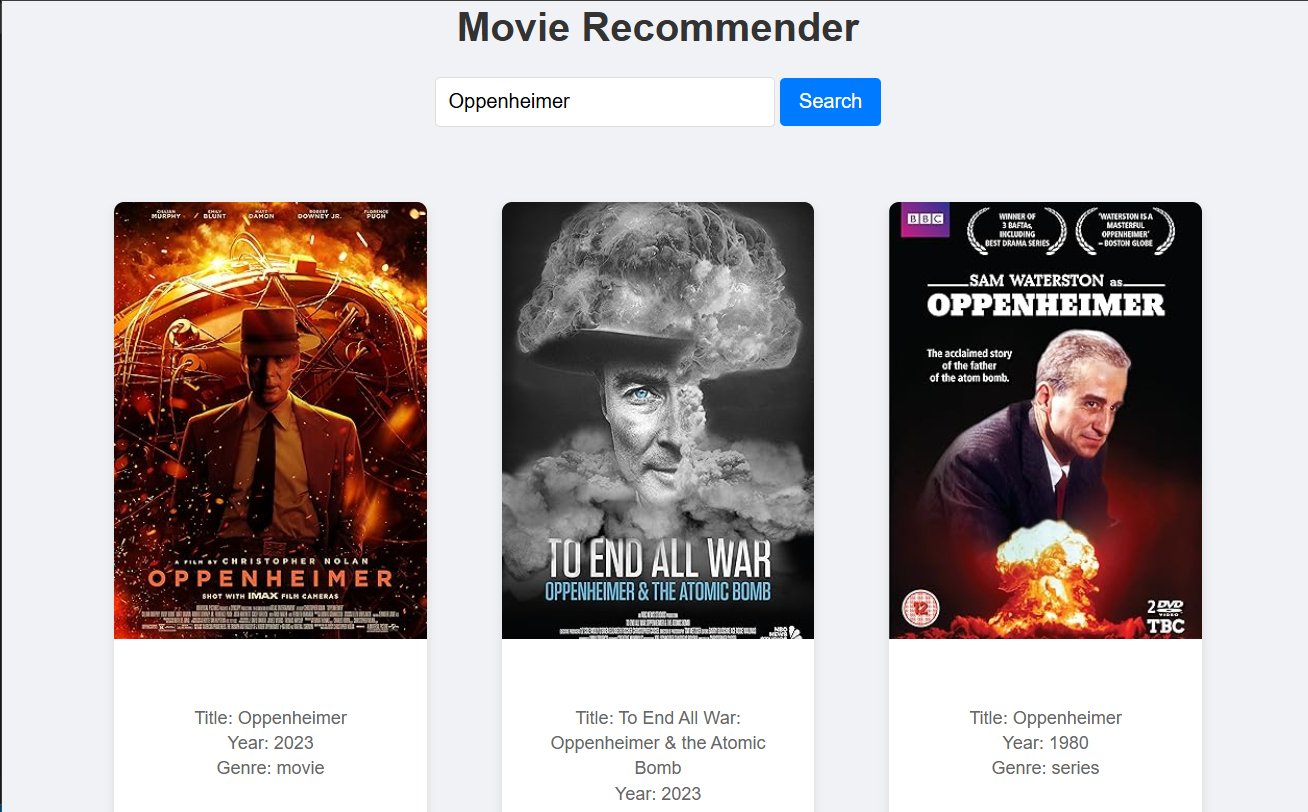 Movie Recommender
Oppenheimer
Search
CILLIAN MURPHY
EMILY BLUNT
MATT DAMON
ROBERT DOWNEY JR.
FLORENCE PUGH
A FILM BY CHRISTOPHER NOLAN
OPPENHEIMER
SHOT WITH IMAX FILM CAMERAS
Title: Oppenheimer
Year: 2023
Genre: movie
TO END ALL WAR
OPPENHEIMER & THE ATOMIC BOMB
Title: To End All War:
Oppenheimer & the Atomic
Bomb
Year: 2023
BBC
WINNER OF
3 BAFTAs,
INCLUDING
BEST DRAMA SERIES
'WATERSTON IS A
MASTERFUL
OPPENHEIMER'
– BOSTON GLOBE
SAM WATERSTON as
OPPENHEIMER
The acclaimed story
of the father
of the atom bomb.
12
2 DVD
VIDEO
TBC
Title: Oppenheimer
Year: 1980
Genre: series